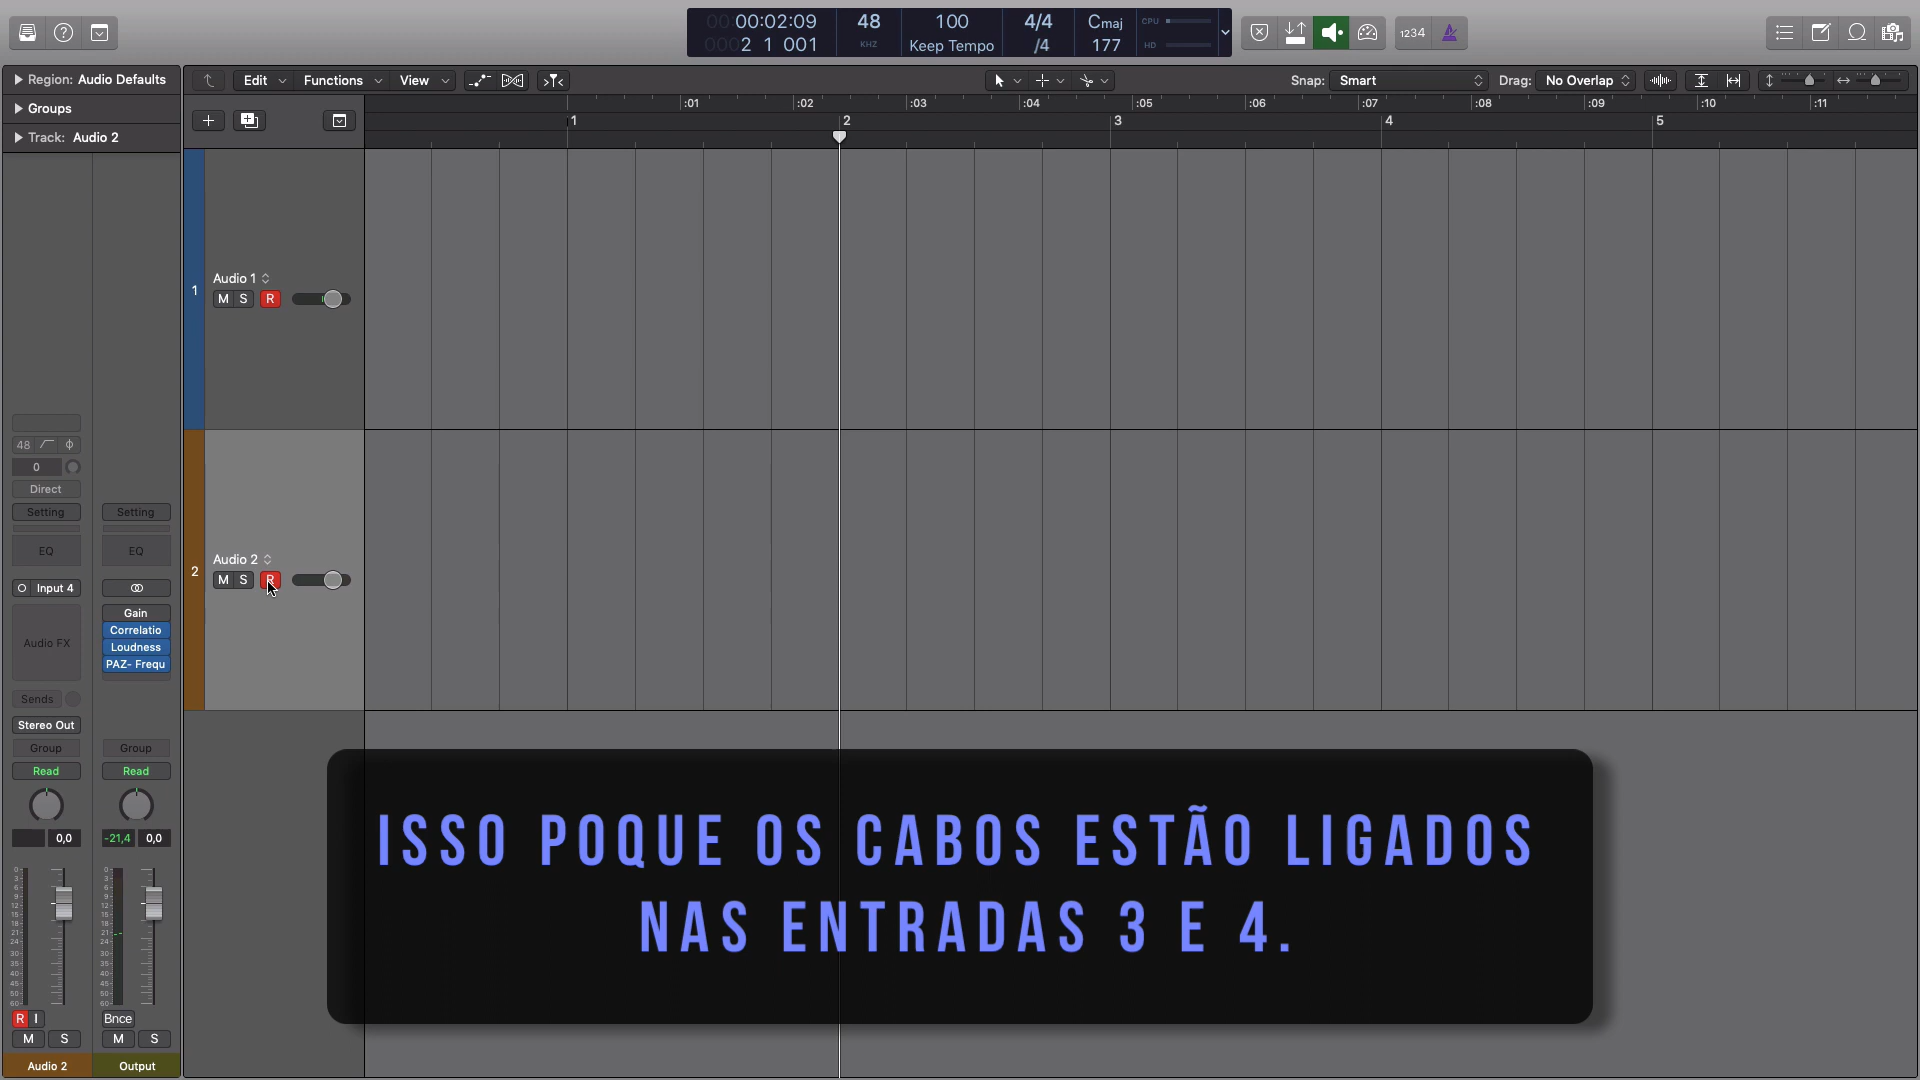 00:00:02:09
48
100
4/4
Cmaj
CPU
0002 1 001
KHZ
Keep Tempo
/4
177
HD
1234
Region: Audio Defaults
Edit
Functions
View
Snap: Smart
Drag: No Overlap
Groups
:01
:02
:03
:04
:05
:06
:07
:08
:09
:10
:11
1
2
3
4
5
Track: Audio 2
1
Audio 1
M S R
2
Audio 2
M S R
48
0
Direct
Setting
Setting
EQ
EQ
Input 4
Gain
Audio FX
Correlatio
Loudness
PAZ- Frequ
Sends
Stereo Out
Group
Group
Read
Read
0,0
-21,4
0,0
R I
Bnce
M S
M S
Audio 2
Output
ISSO POQUE OS CABOS ESTÃO LIGADOS
NAS ENTRADAS 3 E 4.